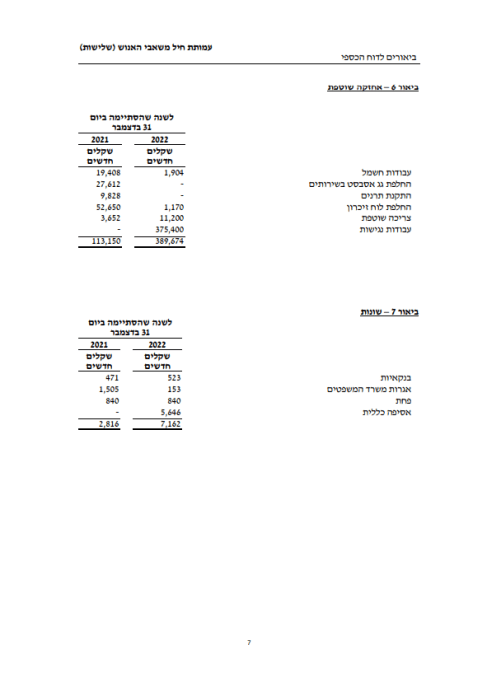 עמותת חיל משאבי האנוש (שלישות)
ביאורים לדוח הכספי
ביאור 6 – אחזקה שוטפת
לשנה שהסתיימה ביום
31 בדצמבר
2022 2021
שקלים חדשים שקלים חדשים
עבודות חשמל 1,904 19,408
החלפת גג אסבסט בשירותים - 27,612
התקנת תרנים - 9,828
החלפת לוח זיכרון 1,170 52,650
צריכה שוטפת 11,200 3,652
עבודות נגישות 375,400 -
389,674 113,150
ביאור 7 – שונות
לשנה שהסתיימה ביום
31 בדצמבר
2022 2021
שקלים חדשים שקלים חדשים
בנקאיות 523 471
אגרות משרד המשפטים 153 1,505
פחת 840 840
אסיפה כללית 5,646 -
7,162 2,816
7